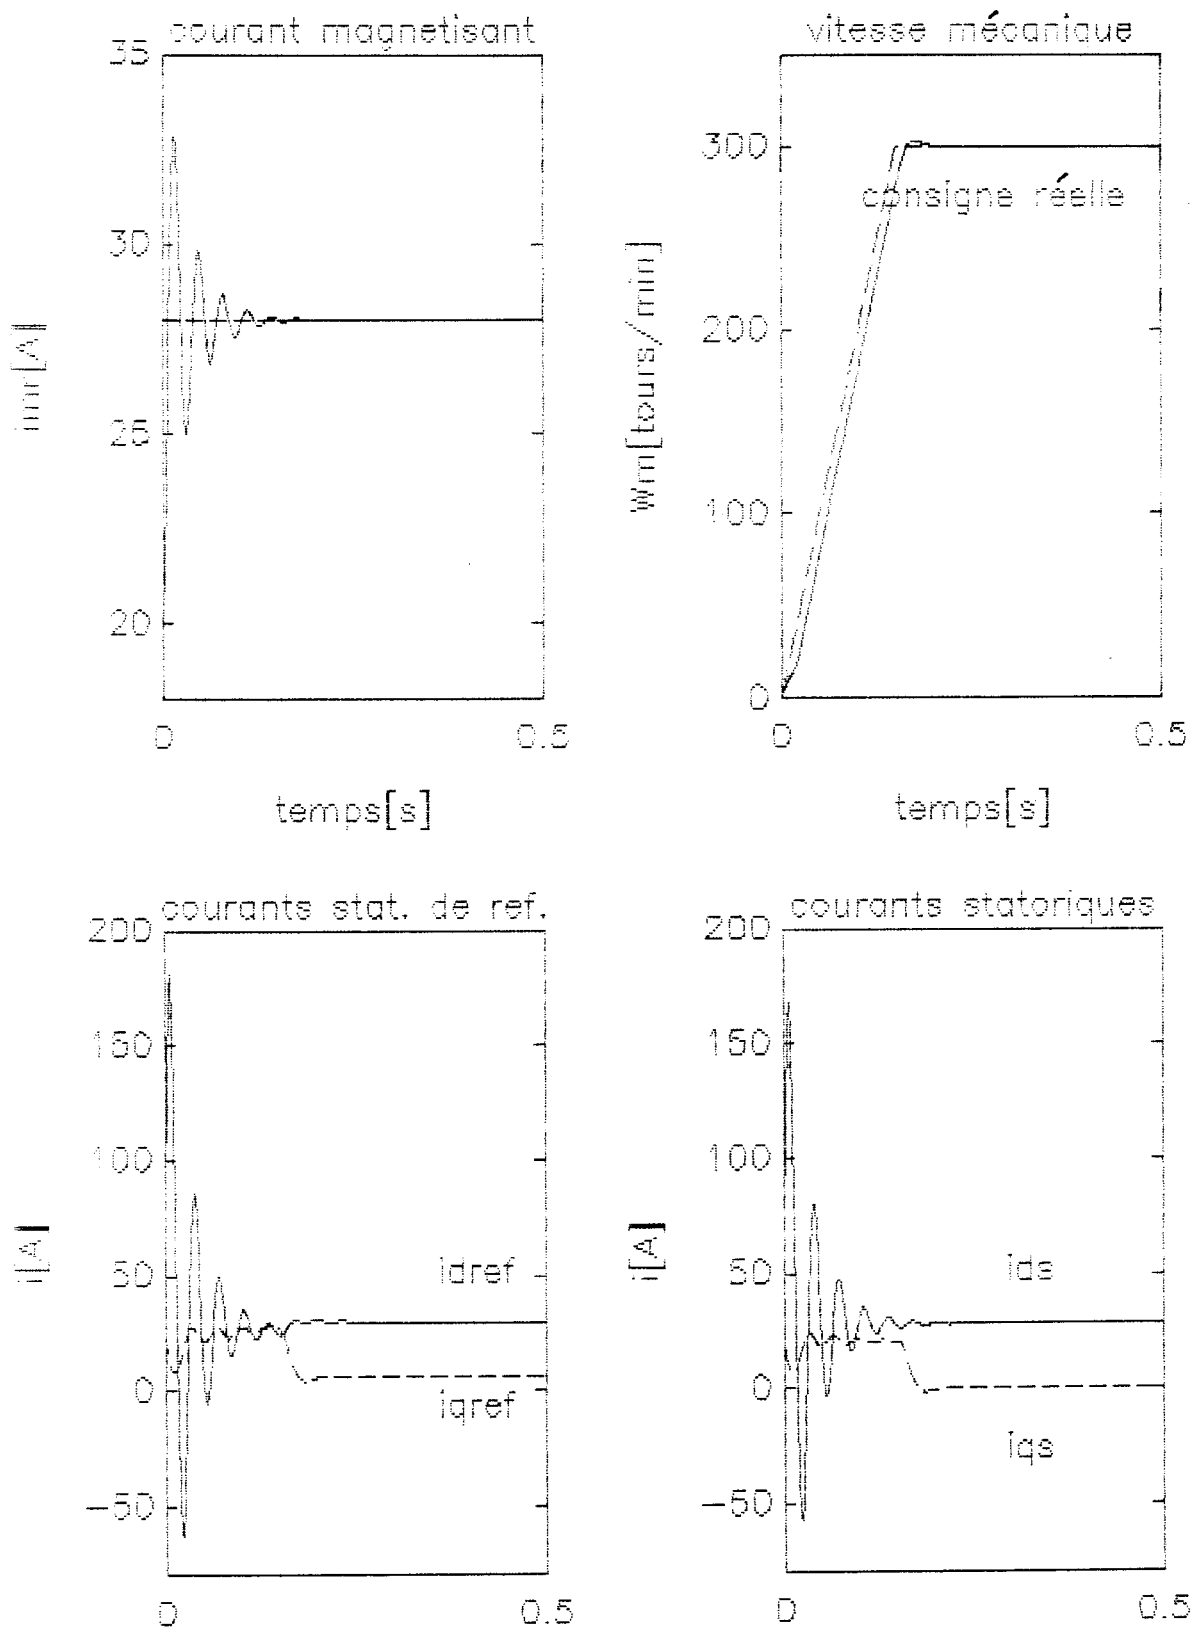 courant magnetisant
35
30
25
20
imr[A]
0
0.5
temps[s]
vitesse mécanique
300
200
100
0
Wm[tours/min]
consigne réelle
0
0.5
temps[s]
courants stat. de ref.
200
150
100
50
0
-50
i[A]
idref
iqref
0
0.5
courants statoriques
200
150
100
50
0
-50
i[A]
ids
iqs
0
0.5